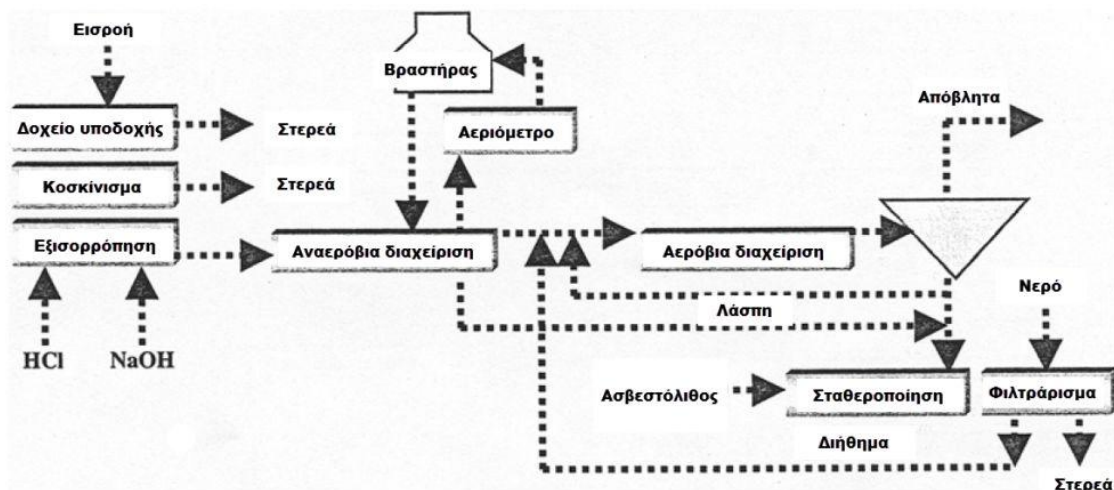 Εισροή
Βραστήρας
Απόβλητα
Δοχείο υποδοχής
Στερεά
Αεριόμετρο
Κοσκίνισμα
Στερεά
Εξισορρόπηση
Αναερόβια διαχείριση
Αερόβια διαχείριση
Νερό
Λάσπη
HCl
NaOH
Ασβεστόλιθος
Σταθεροποίηση
Φιλτράρισμα
Διήθημα
Στερεά